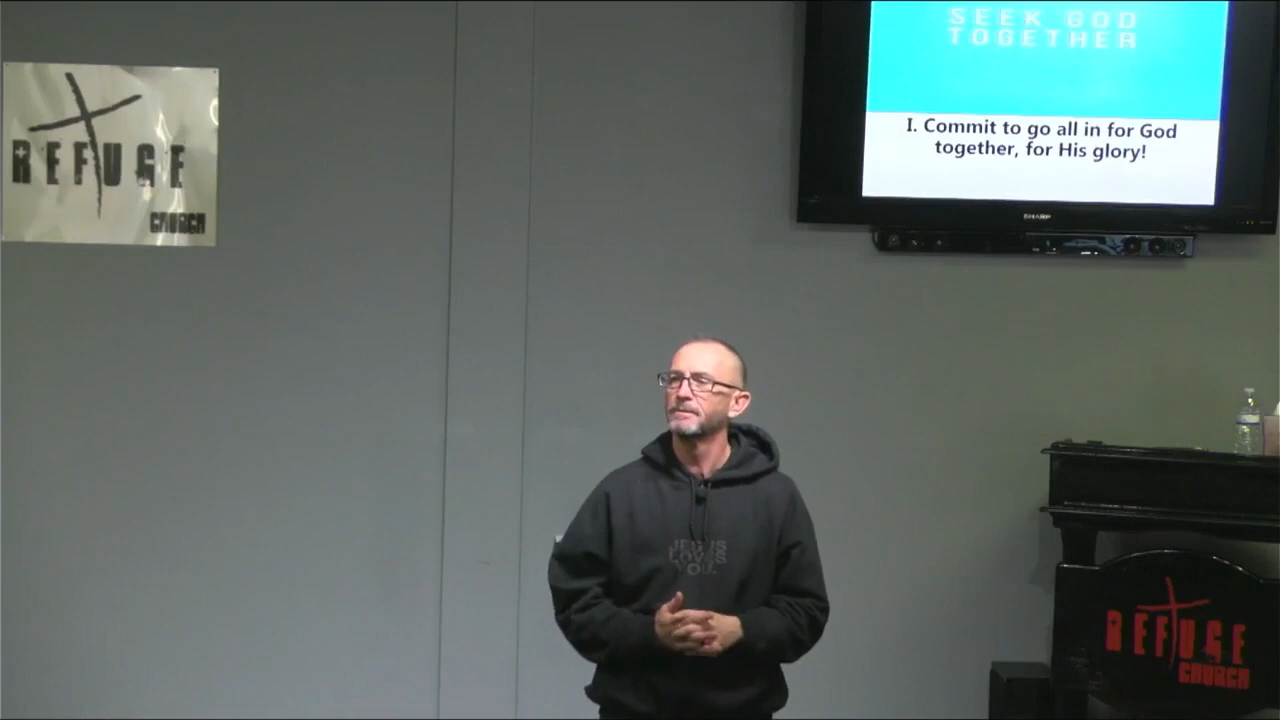 REFUGE
CHURCH
SEEK GOD
TOGETHER
I. Commit to go all in for God
together, for His glory!
SHARP
JESUS
LOVES
YOU.
REFUGE
CHURCH